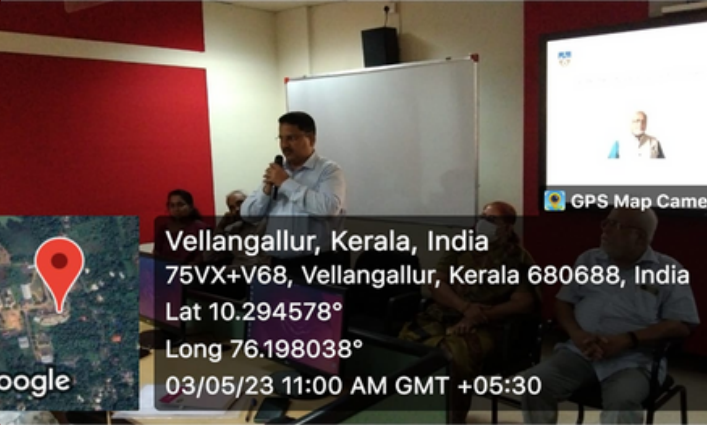 GPS Map Came
Vellangallur, Kerala, India
75VX+V68, Vellangallur, Kerala 680688, India
Lat 10.294578°
Long 76.198038°
03/05/23 11:00 AM GMT +05:30
oogle